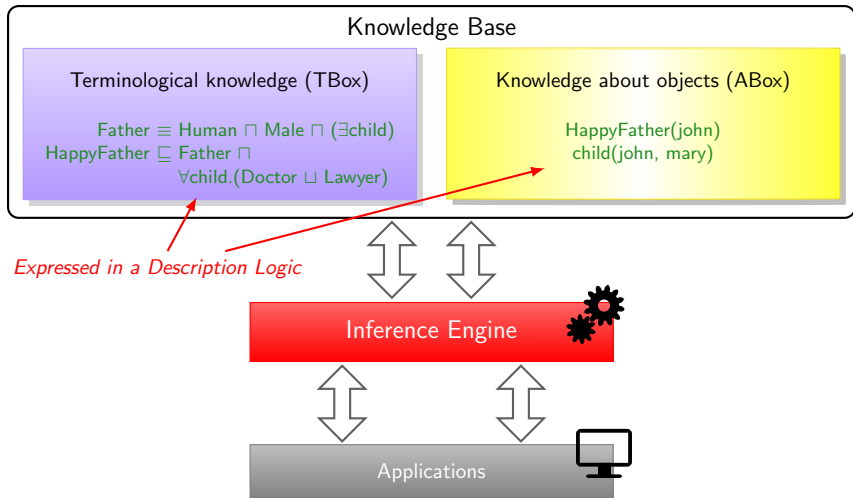 Knowledge Base
Terminological knowledge (TBox)
Father ≡ Human ⊓ Male ⊓ (∃child)
HappyFather ⊑ Father ⊓
∀child.(Doctor ⊔ Lawyer)
Knowledge about objects (ABox)
HappyFather(john)
child(john, mary)
Expressed in a Description Logic
Inference Engine
Applications